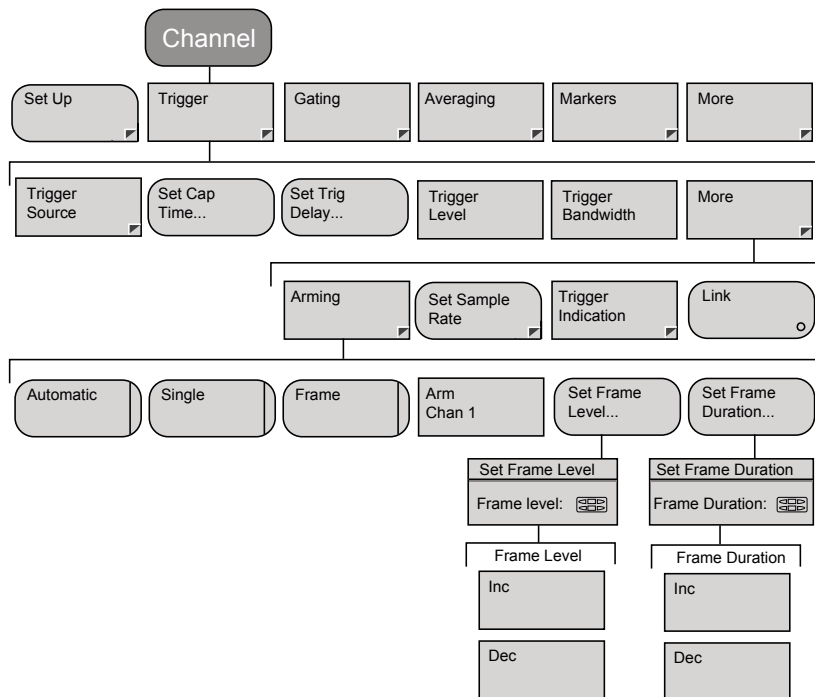 Channel
Set Up
Trigger
Gating
Averaging
Markers
More
Trigger
Source
Set Cap
Time...
Set Trig
Delay...
Trigger
Level
Trigger
Bandwidth
More
Arming
Set Sample
Rate
Trigger
Indication
Link
Automatic
Single
Frame
Arm
Chan 1
Set Frame
Level...
Set Frame
Duration...
Set Frame Level
Frame level:
Set Frame Duration
Frame Duration:
Frame Level
Inc
Dec
Frame Duration
Inc
Dec